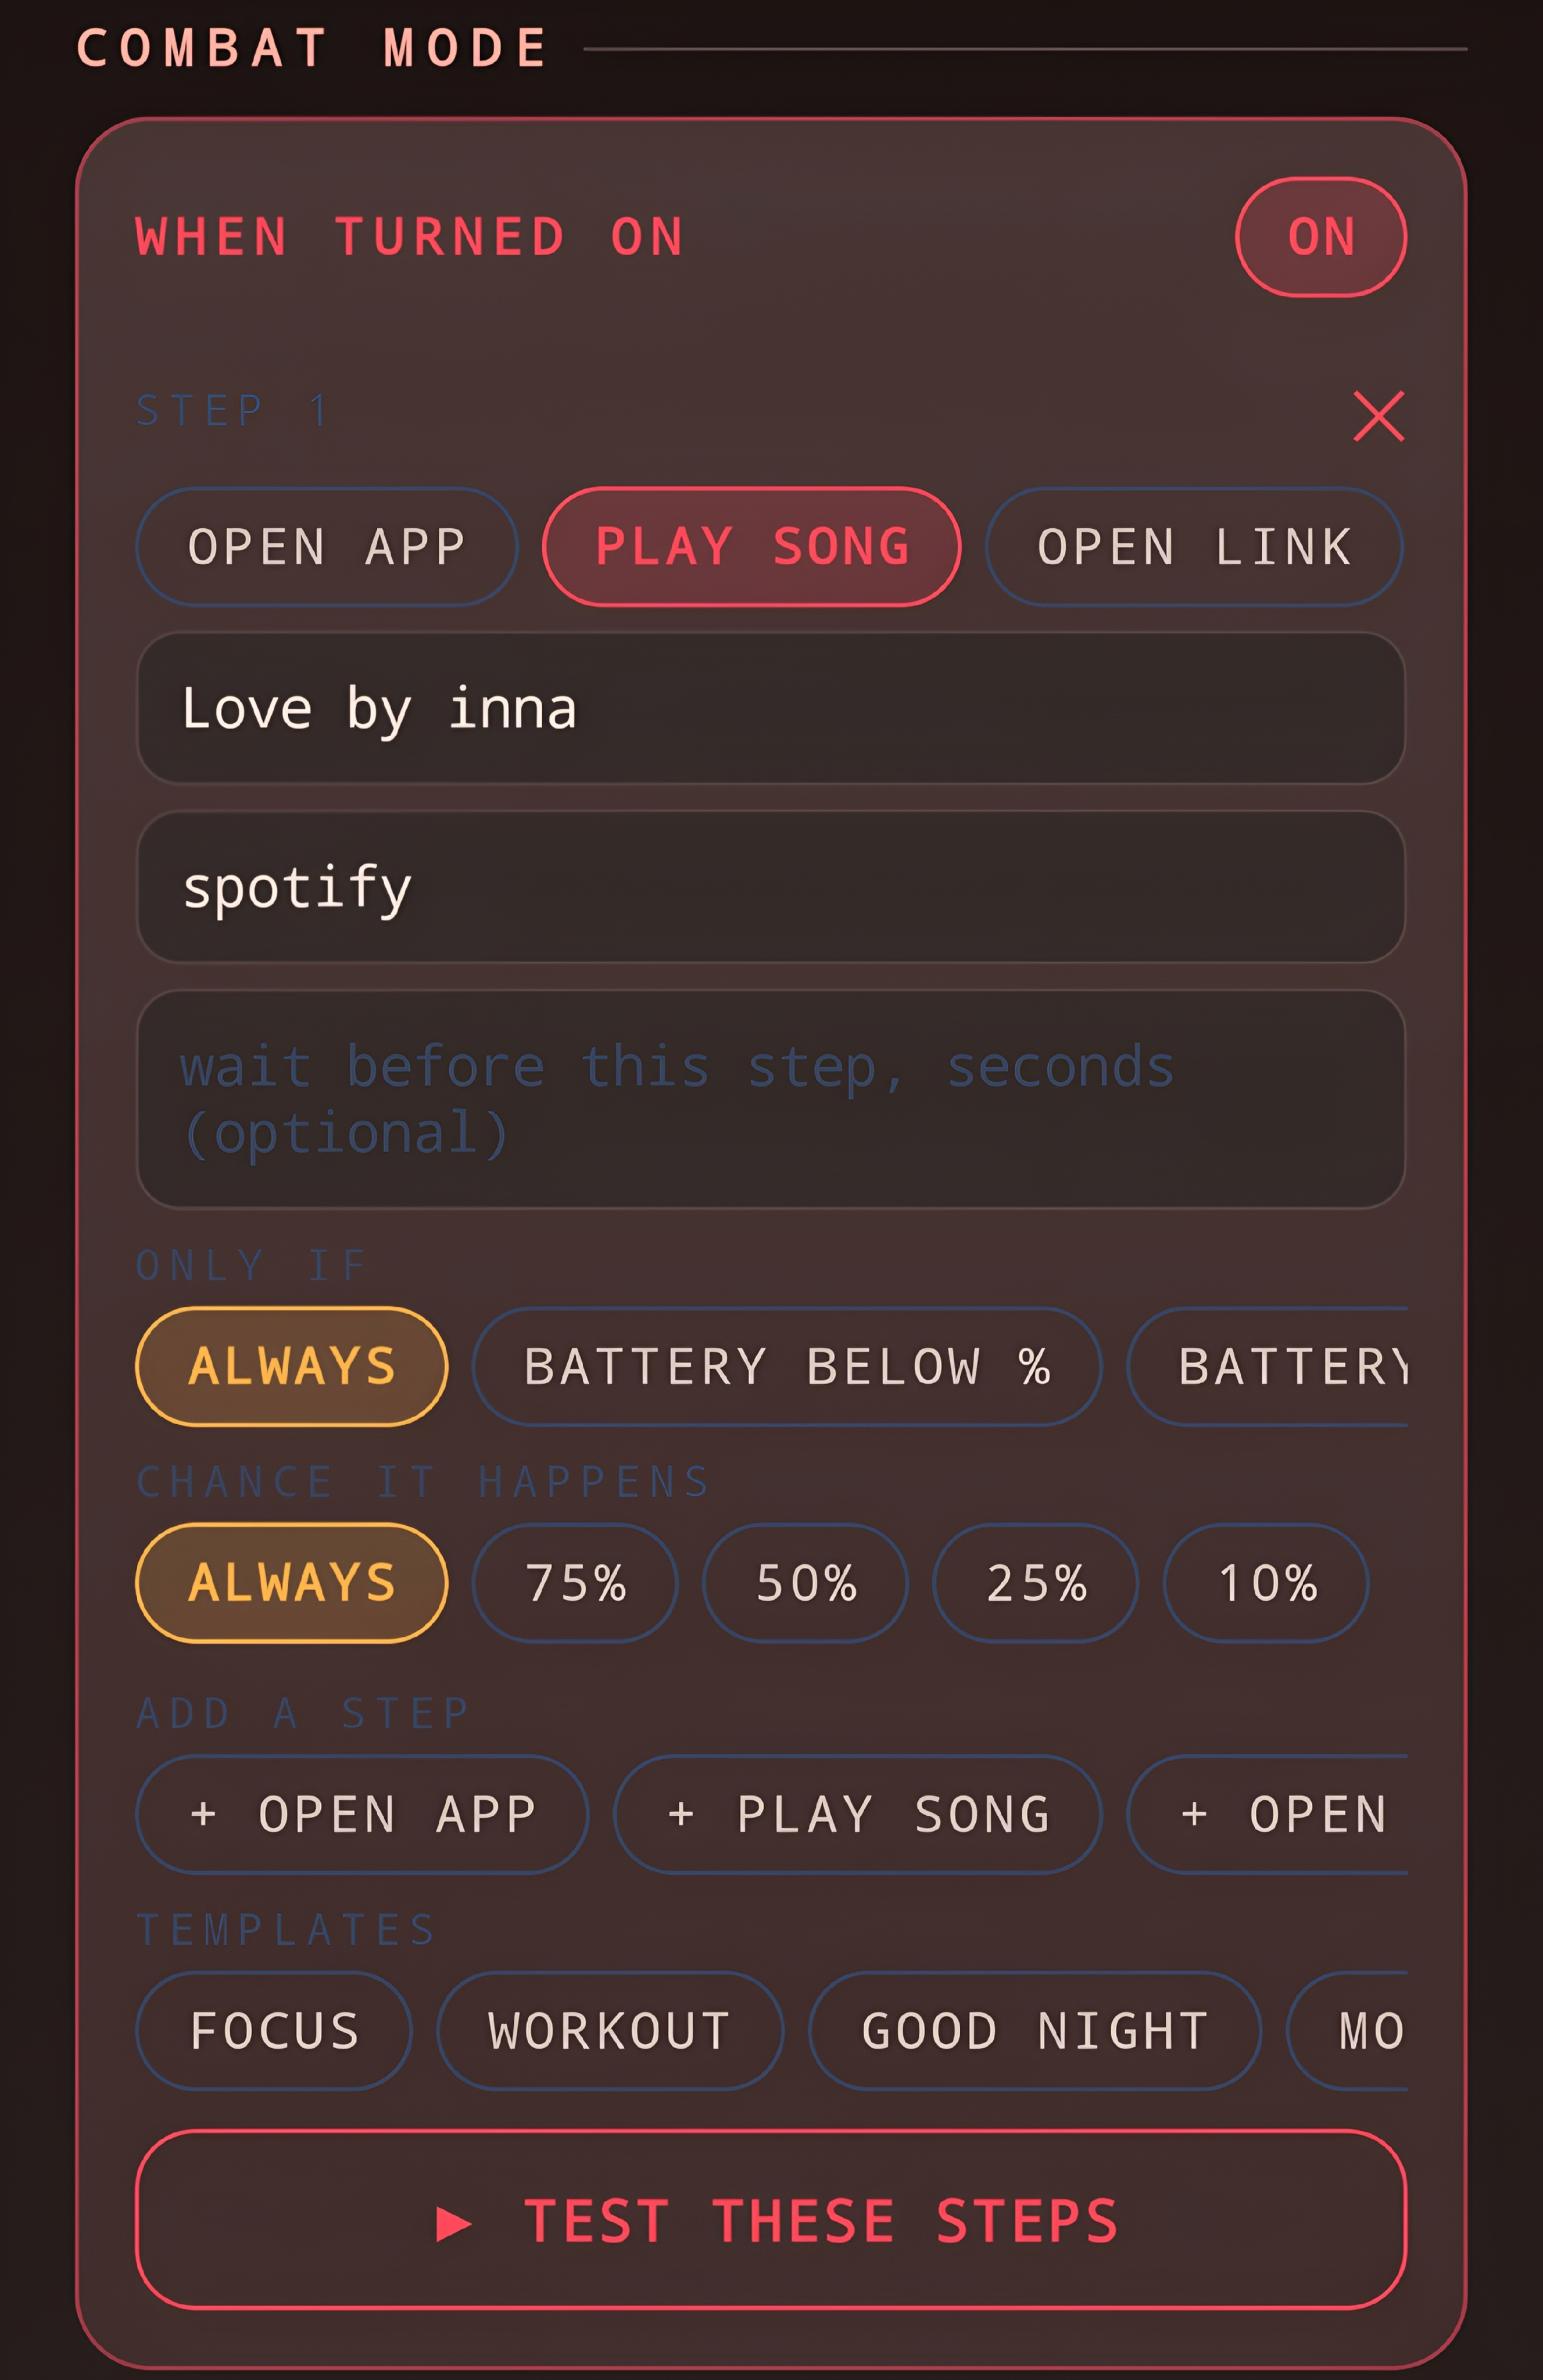 COMBAT MODE
WHEN TURNED ON
ON
STEP 1
OPEN APP
PLAY SONG
OPEN LINK
Love by inna
spotify
wait before this step, seconds
(optional)
ONLY IF
ALWAYS
BATTERY BELOW %
BATTERY
CHANCE IT HAPPENS
ALWAYS
75%
50%
25%
10%
ADD A STEP
+ OPEN APP
+ PLAY SONG
+ OPEN
TEMPLATES
FOCUS
WORKOUT
GOOD NIGHT
MO
▶ TEST THESE STEPS